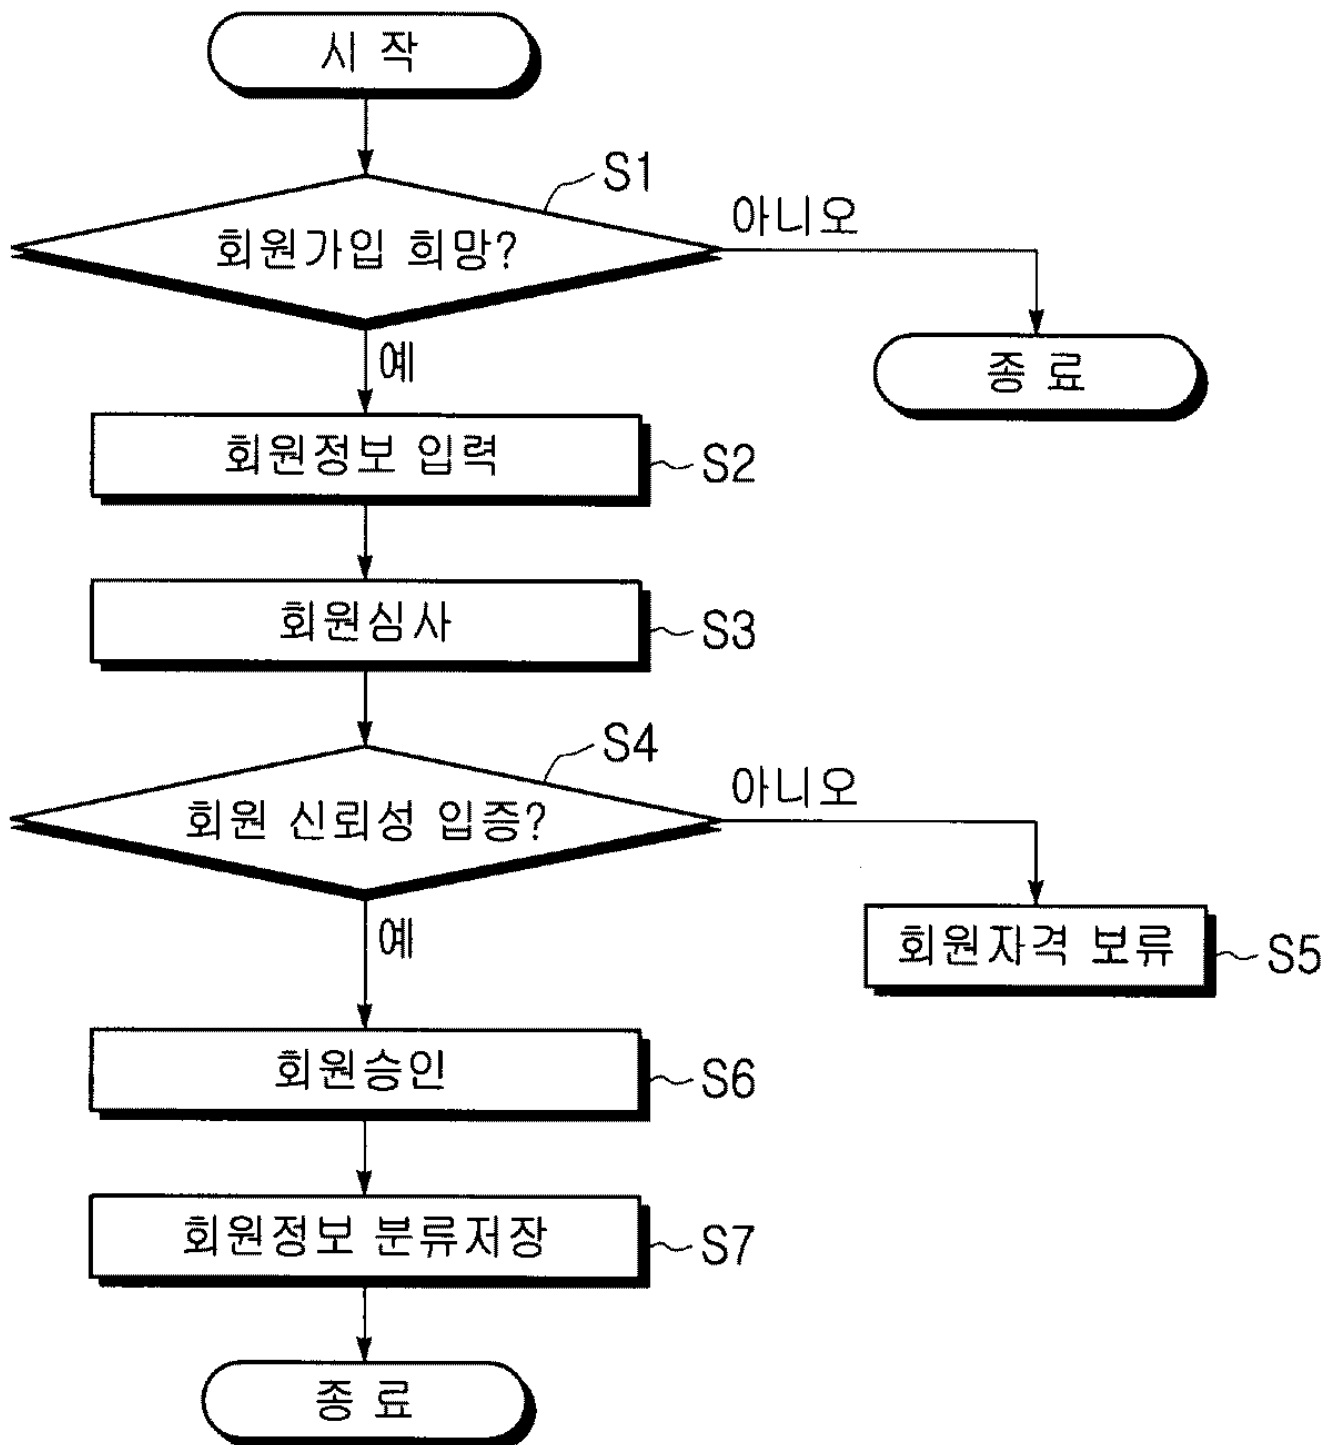 시 작
S1
회원가입 희망?
아니오
예
종 료
회원정보 입력
S2
회원심사
S3
S4
회원 신뢰성 입증?
아니오
예
회원자격 보류
S5
회원승인
S6
회원정보 분류저장
S7
종 료